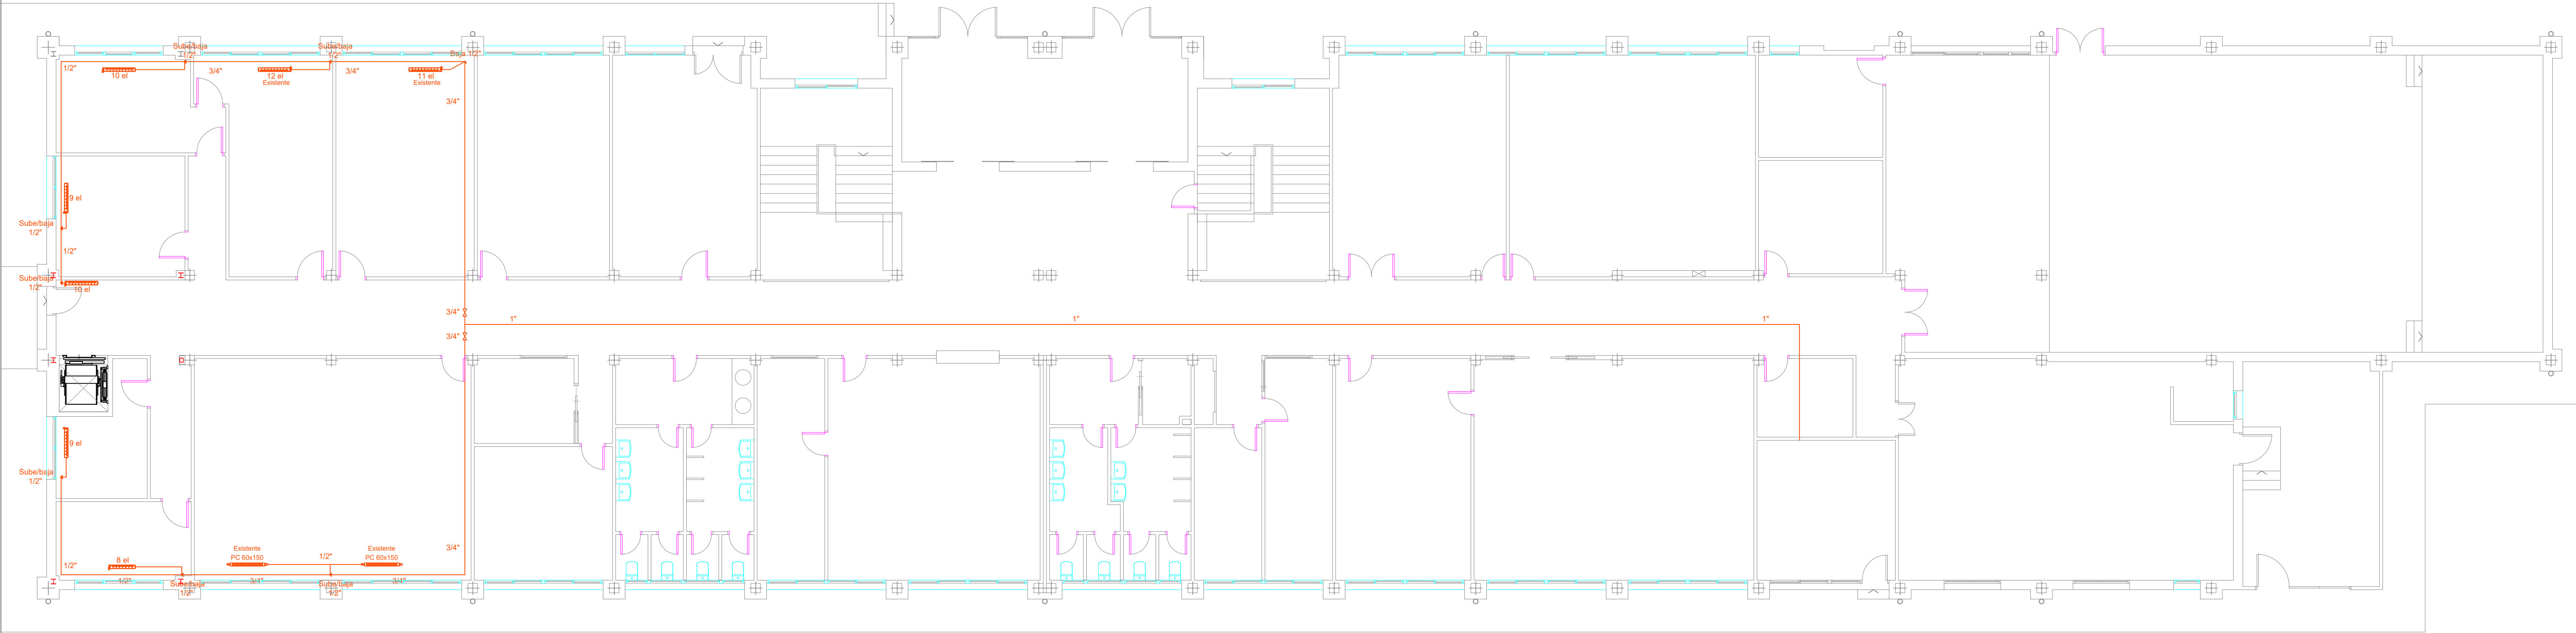 Sube/baja
1/2"
Sube/baja
1/2"
Baja 1/2"
1/2"
10 el
3/4"
12 el
Existente
3/4"
11 el
Existente
3/4"
9 el
Sube/baja
1/2"
1/2"
Sube/baja
1/2"
10 el
3/4"
1"
1"
1"
3/4"
9 el
Sube/baja
1/2"
Existente
PC 60x150
Existente
PC 60x150
3/4"
1/2"
8 el
1/2"
1/2"
Sube/baja
1/2"
3/4"
Sube/baja
1/2"
3/4"